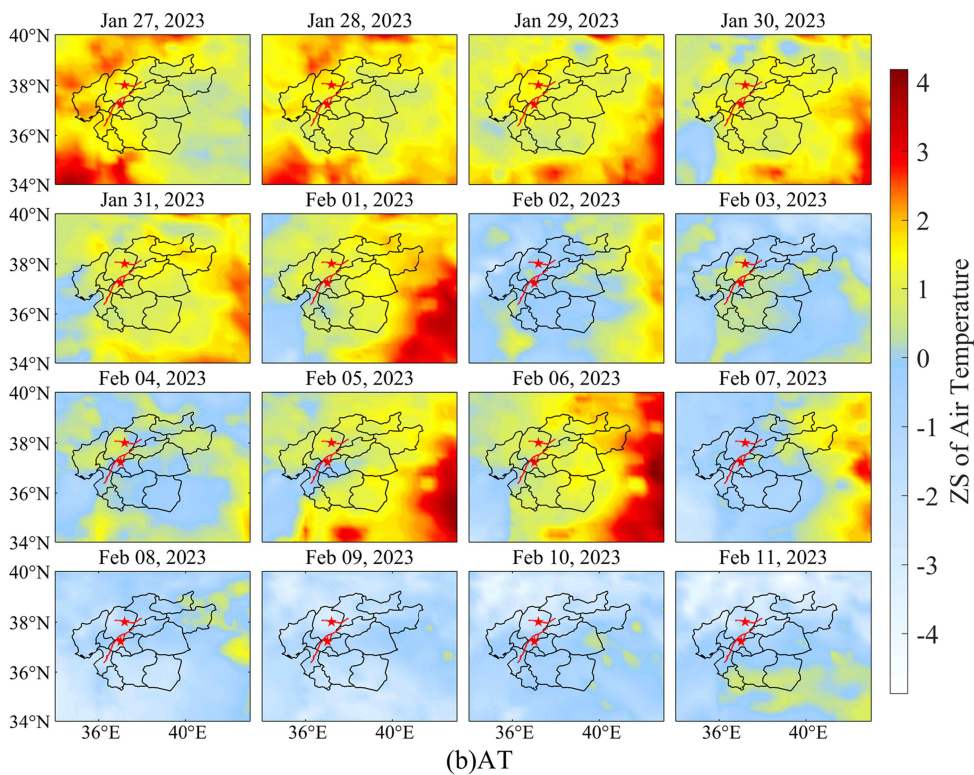 Jan 27, 2023 Jan 28, 2023 Jan 29, 2023 Jan 30, 2023
40°N
38°N
36°N
34°N
Jan 31, 2023 Feb 01, 2023 Feb 02, 2023 Feb 03, 2023
40°N
38°N
36°N
34°N
Feb 04, 2023 Feb 05, 2023 Feb 06, 2023 Feb 07, 2023
40°N
38°N
36°N
34°N
Feb 08, 2023 Feb 09, 2023 Feb 10, 2023 Feb 11, 2023
40°N
38°N
36°N
34°N
36°E 40°E 36°E 40°E 36°E 40°E 36°E 40°E
4
3
2
1
0
-1
-2
-3
-4
ZS of Air Temperature
(b)AT